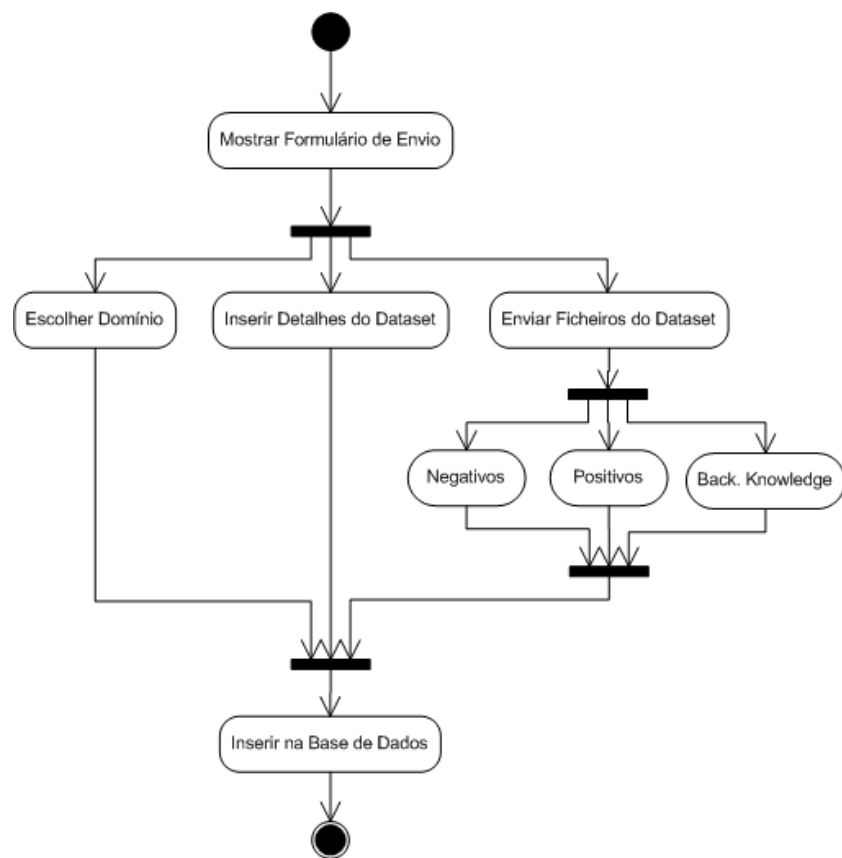 Mostrar Formulário de Envio
Escolher Domínio
Inserir Detalhes do Dataset
Enviar Ficheiros do Dataset
Negativos
Positivos
Back. Knowledge
Inserir na Base de Dados